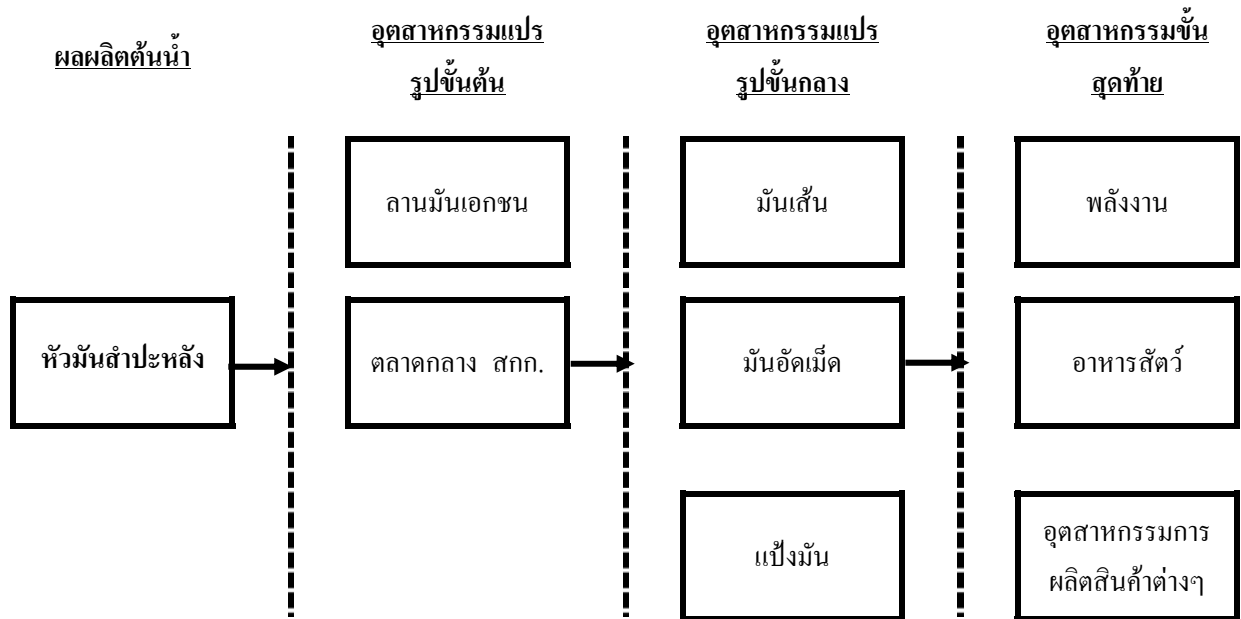 ผลผลิตต้นน้ำ
อุตสาหกรรมแปร
รูปขั้นต้น
อุตสาหกรรมแปร
รูปขั้นกลาง
อุตสาหกรรมขั้น
สุดท้าย
ลานมันเอกชน
มันเส้น
พลังงาน
หัวมันสำปะหลัง
ตลาดกลาง สกก.
มันอัดเม็ด
อาหารสัตว์
แป้งมัน
อุตสาหกรรมการ
ผลิตสินค้าต่างๆ